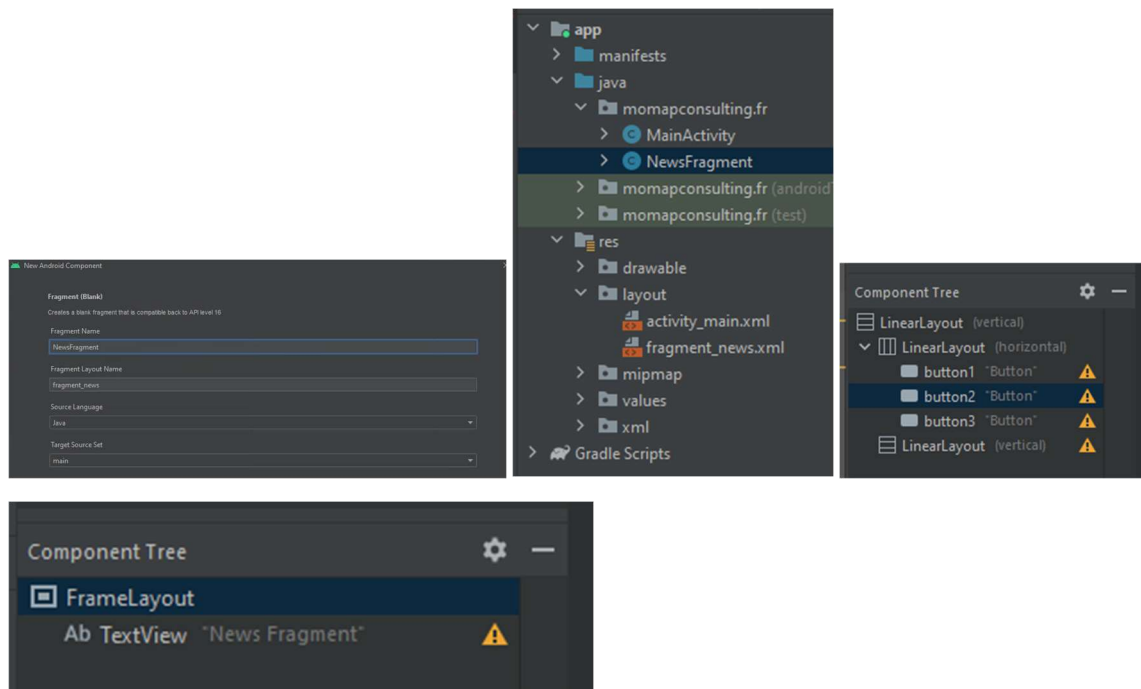 New Android Component
Fragment (Blank)
Creates a blank fragment that is compatible back to API level 16
Fragment Name
NewsFragment
Fragment Layout Name
fragment_news
Source Language
Java
Target Source Set
main
app
manifests
java
momapconsulting.fr
MainActivity
NewsFragment
momapconsulting.fr (android
momapconsulting.fr (test)
res
drawable
layout
activity_main.xml
fragment_news.xml
mipmap
values
xml
Gradle Scripts
Component Tree
LinearLayout (vertical)
LinearLayout (horizontal)
button1 "Button"
button2 "Button"
button3 "Button"
LinearLayout (vertical)
Component Tree
FrameLayout
Ab TextView "News Fragment"